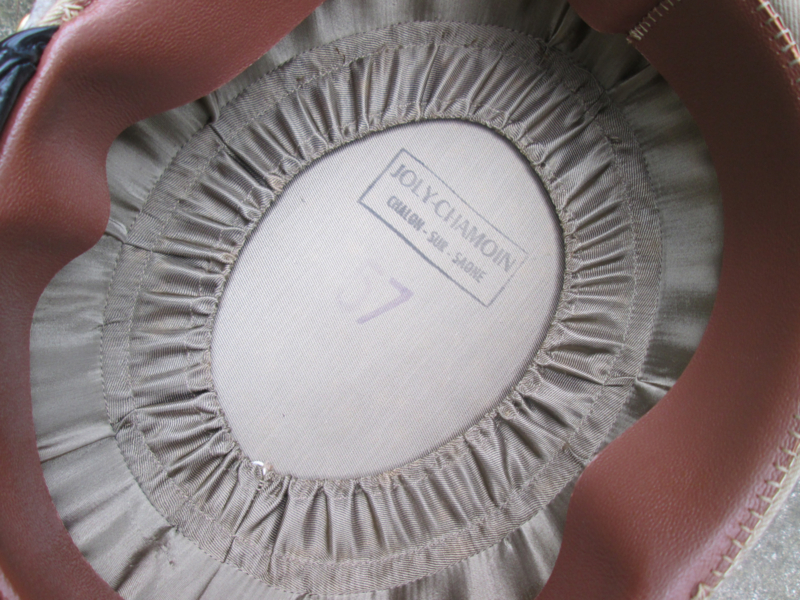 JOLY-CHAMOIN
CHALON - SUR - SAONE
57